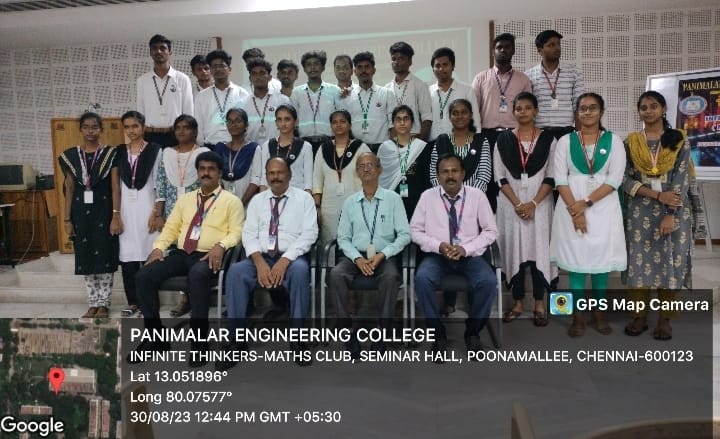 PANIMALAR
GPS Map Camera
PANIMALAR ENGINEERING COLLEGE
INFINITE THINKERS-MATHS CLUB, SEMINAR HALL, POONAMALLEE, CHENNAI-600123
Lat 13.051896°
Long 80.07577°
30/08/23 12:44 PM GMT +05:30
Google